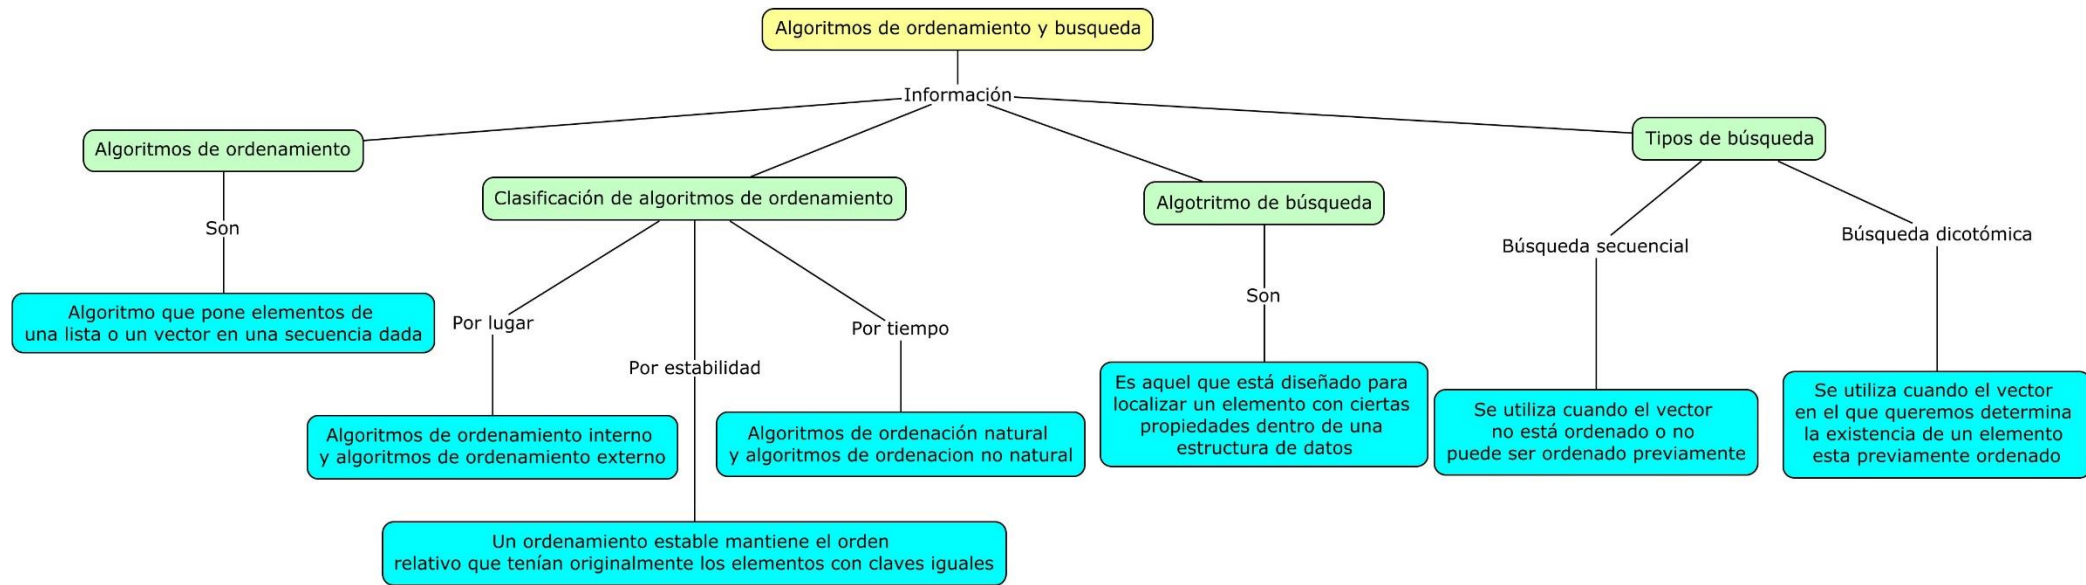 Algoritmos de ordenamiento y busqueda
Información
Algoritmos de ordenamiento
Son
Algoritmo que pone elementos de
una lista o un vector en una secuencia dada
Clasificación de algoritmos de ordenamiento
Por lugar
Algoritmos de ordenamiento interno
y algoritmos de ordenamiento externo
Por estabilidad
Un ordenamiento estable mantiene el orden
relativo que tenían originalmente los elementos con claves iguales
Por tiempo
Algoritmos de ordenación natural
y algoritmos de ordenacion no natural
Algotritmo de búsqueda
Son
Es aquel que está diseñado para
localizar un elemento con ciertas
propiedades dentro de una
estructura de datos
Tipos de búsqueda
Búsqueda secuencial
Se utiliza cuando el vector
no está ordenado o no
puede ser ordenado previamente
Búsqueda dicotómica
Se utiliza cuando el vector
en el que queremos determina
la existencia de un elemento
esta previamente ordenado